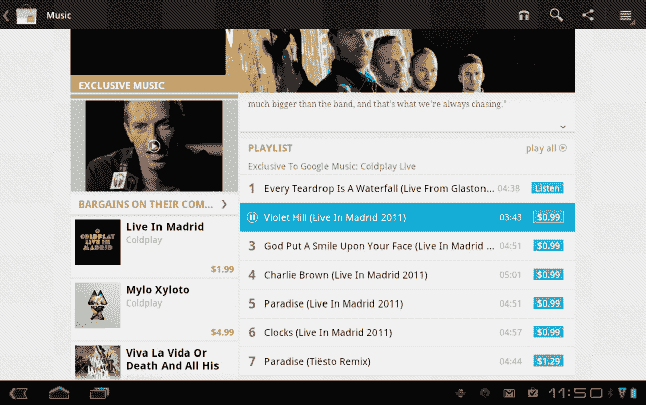 Music
EXCLUSIVE MUSIC
much bigger than the band, and that's what we're always chasing."
PLAYLIST
play all
Exclusive To Google Music: Coldplay Live
1 Every Teardrop Is A Waterfall (Live From Glaston... 04:38 Listen
Violet Hill (Live In Madrid 2011) 03:43 $0.99
3 God Put A Smile Upon Your Face (Live In Madrid ... 04:51 $0.99
4 Charlie Brown (Live In Madrid 2011) 05:01 $0.99
5 Paradise (Live In Madrid 2011) 04:51 $0.99
6 Clocks (Live In Madrid 2011) 04:57 $0.99
7 Paradise (Tiësto Remix) 04:44 $1.29
BARGAINS ON THEIR COM...
COLDPLAY
LIVE IN
MADRID
Live In Madrid
Coldplay
$1.99
Mylo Xyloto
Coldplay
$4.99
Viva La Vida Or
Death And All His
11:50